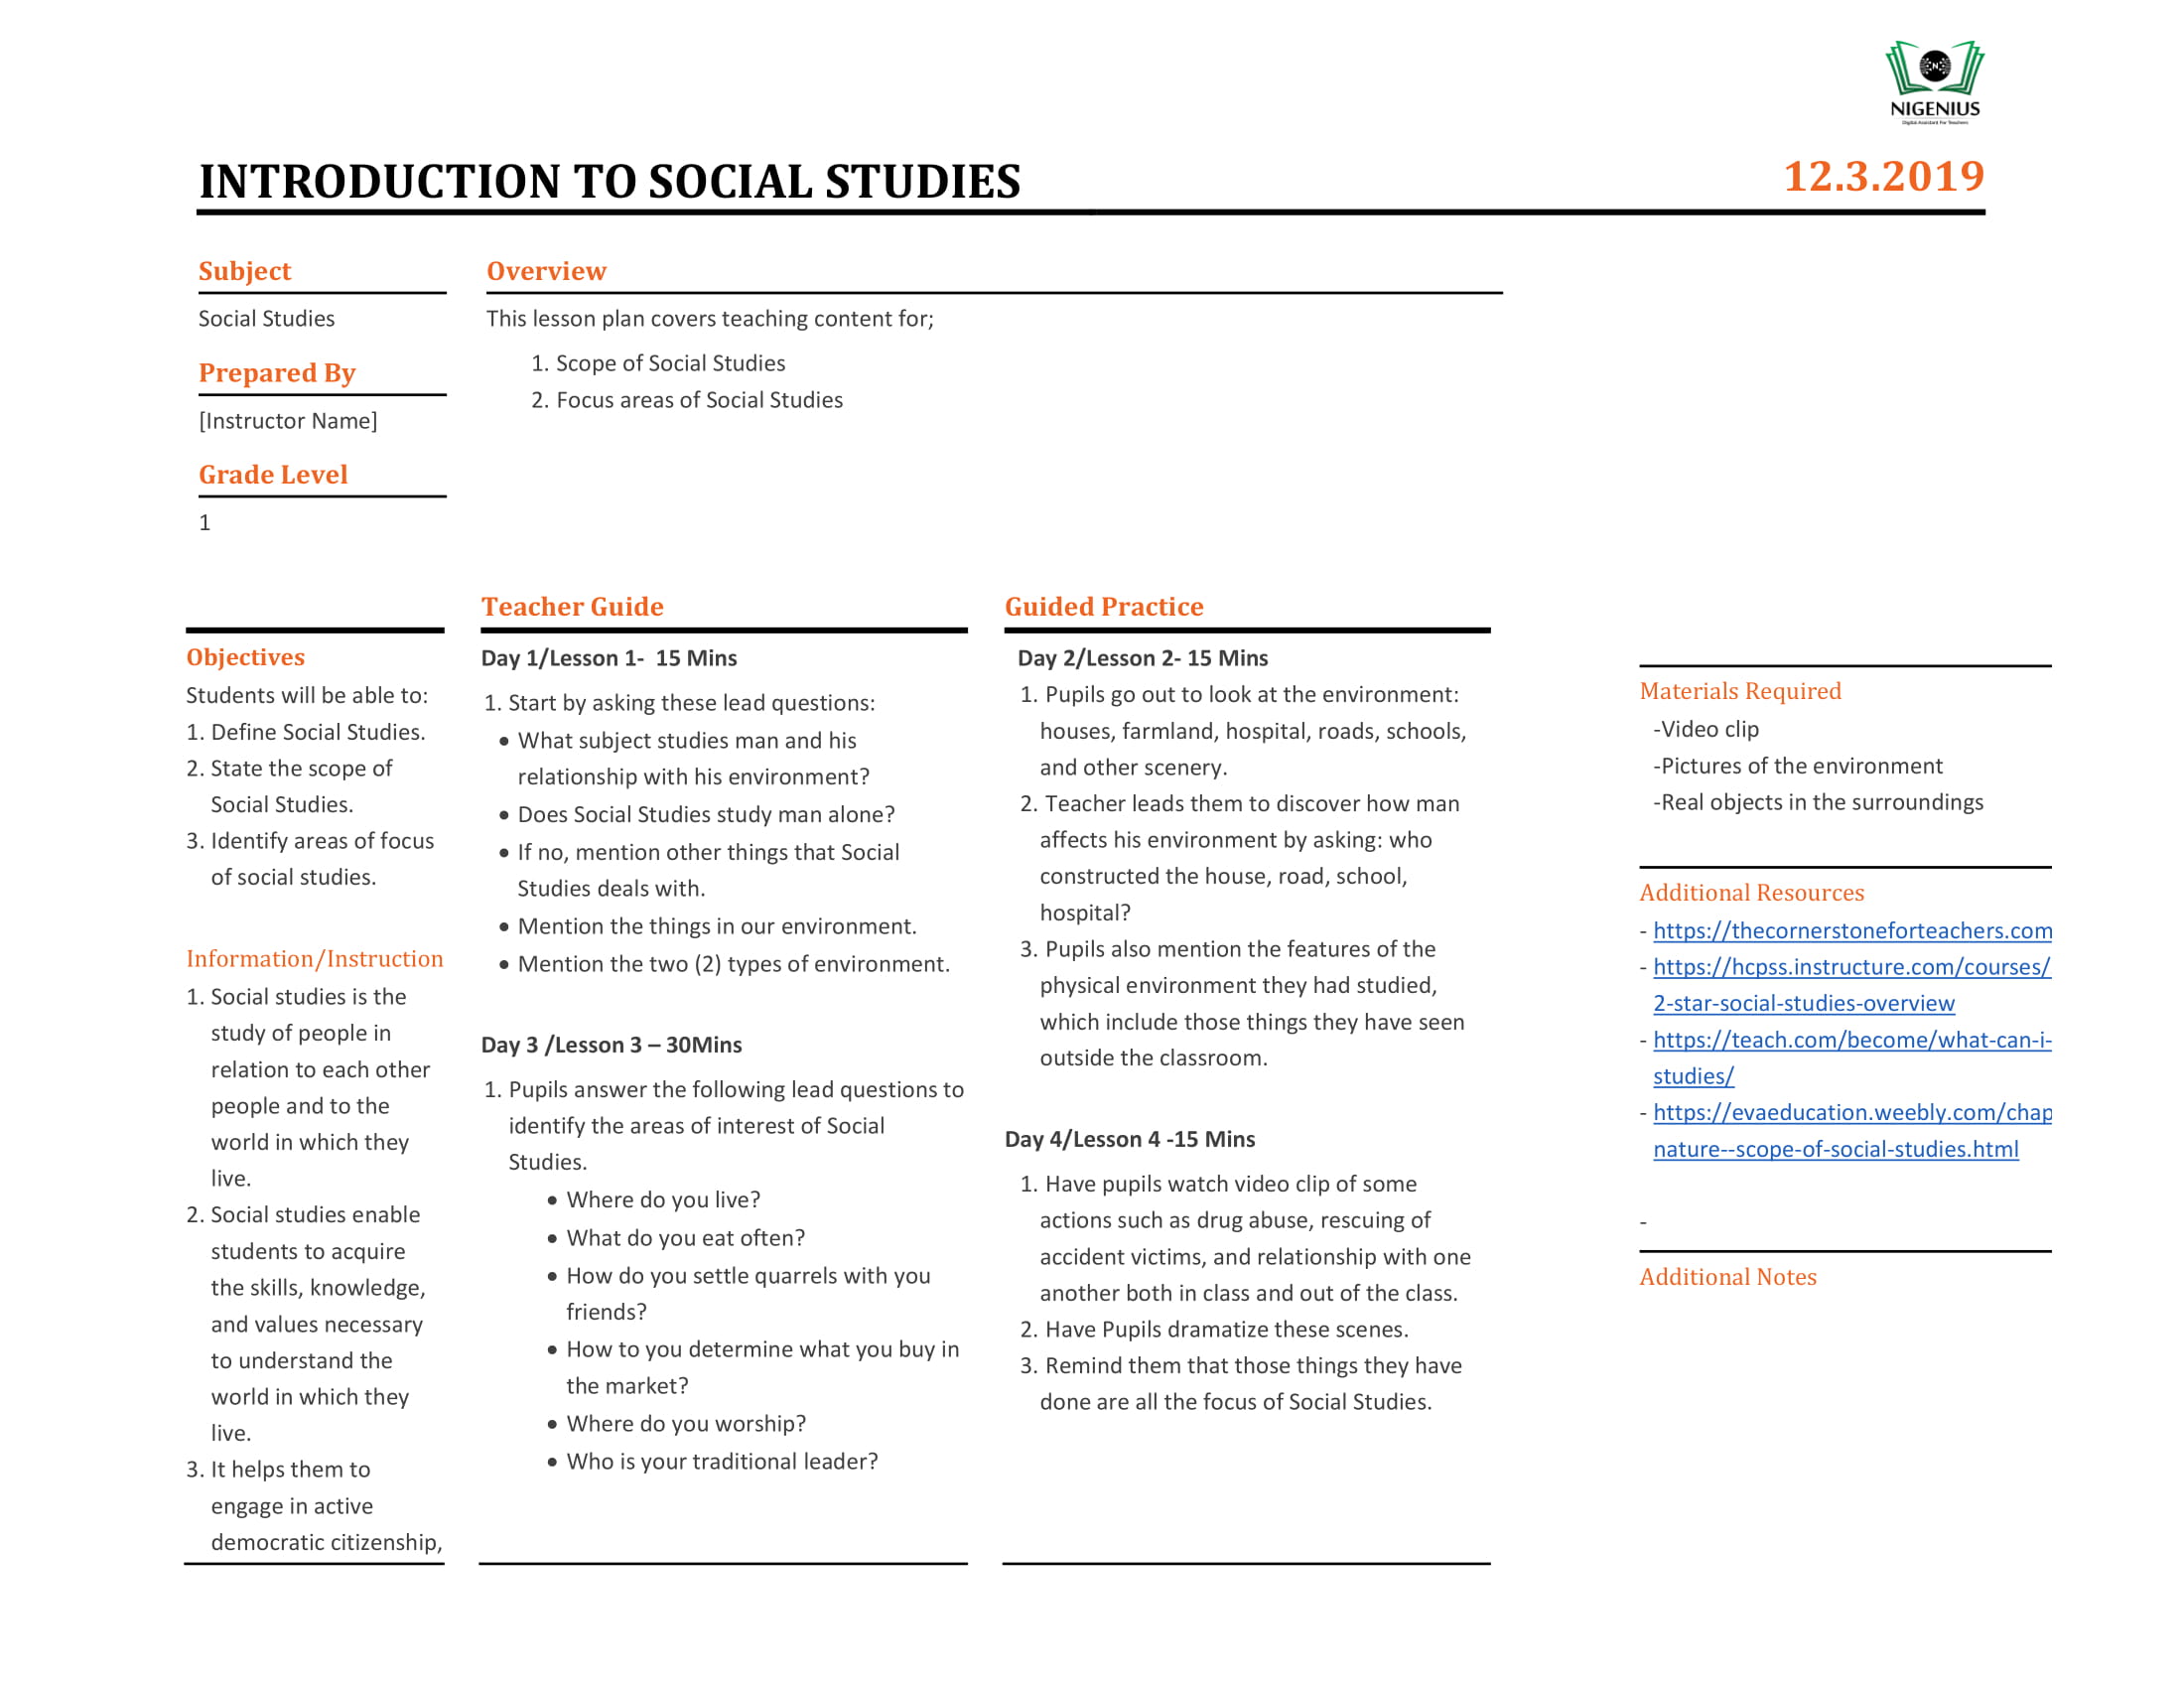 NIGENIUS
Digital Assistant For Teachers
INTRODUCTION TO SOCIAL STUDIES
12.3.2019
Subject
Social Studies
Prepared By
[Instructor Name]
Grade Level
1
Overview
This lesson plan covers teaching content for;
1. Scope of Social Studies
2. Focus areas of Social Studies
Objectives
Students will be able to:
1. Define Social Studies.
2. State the scope of
Social Studies.
3. Identify areas of focus
of social studies.
Information/Instruction
1. Social studies is the
study of people in
relation to each other
people and to the
world in which they
live.
2. Social studies enable
students to acquire
the skills, knowledge,
and values necessary
to understand the
world in which they
live.
3. It helps them to
engage in active
democratic citizenship,
Teacher Guide
Day 1/Lesson 1-  15 Mins
1. Start by asking these lead questions:
• What subject studies man and his
relationship with his environment?
• Does Social Studies study man alone?
• If no, mention other things that Social
Studies deals with.
• Mention the things in our environment.
• Mention the two (2) types of environment.
Day 3 /Lesson 3 – 30Mins
1. Pupils answer the following lead questions to
identify the areas of interest of Social
Studies.
• Where do you live?
• What do you eat often?
• How do you settle quarrels with you
friends?
• How to you determine what you buy in
the market?
• Where do you worship?
• Who is your traditional leader?
Guided Practice
Day 2/Lesson 2- 15 Mins
1. Pupils go out to look at the environment:
houses, farmland, hospital, roads, schools,
and other scenery.
2. Teacher leads them to discover how man
affects his environment by asking: who
constructed the house, road, school,
hospital?
3. Pupils also mention the features of the
physical environment they had studied,
which include those things they have seen
outside the classroom.
Day 4/Lesson 4 -15 Mins
1. Have pupils watch video clip of some
actions such as drug abuse, rescuing of
accident victims, and relationship with one
another both in class and out of the class.
2. Have Pupils dramatize these scenes.
3. Remind them that those things they have
done are all the focus of Social Studies.
Materials Required
-Video clip
-Pictures of the environment
-Real objects in the surroundings
Additional Resources
- https://thecornerstoneforteachers.com
- https://hcpss.instructure.com/courses/
2-star-social-studies-overview
- https://teach.com/become/what-can-i-
studies/
- https://evaeducation.weebly.com/chap
nature--scope-of-social-studies.html
-
Additional Notes